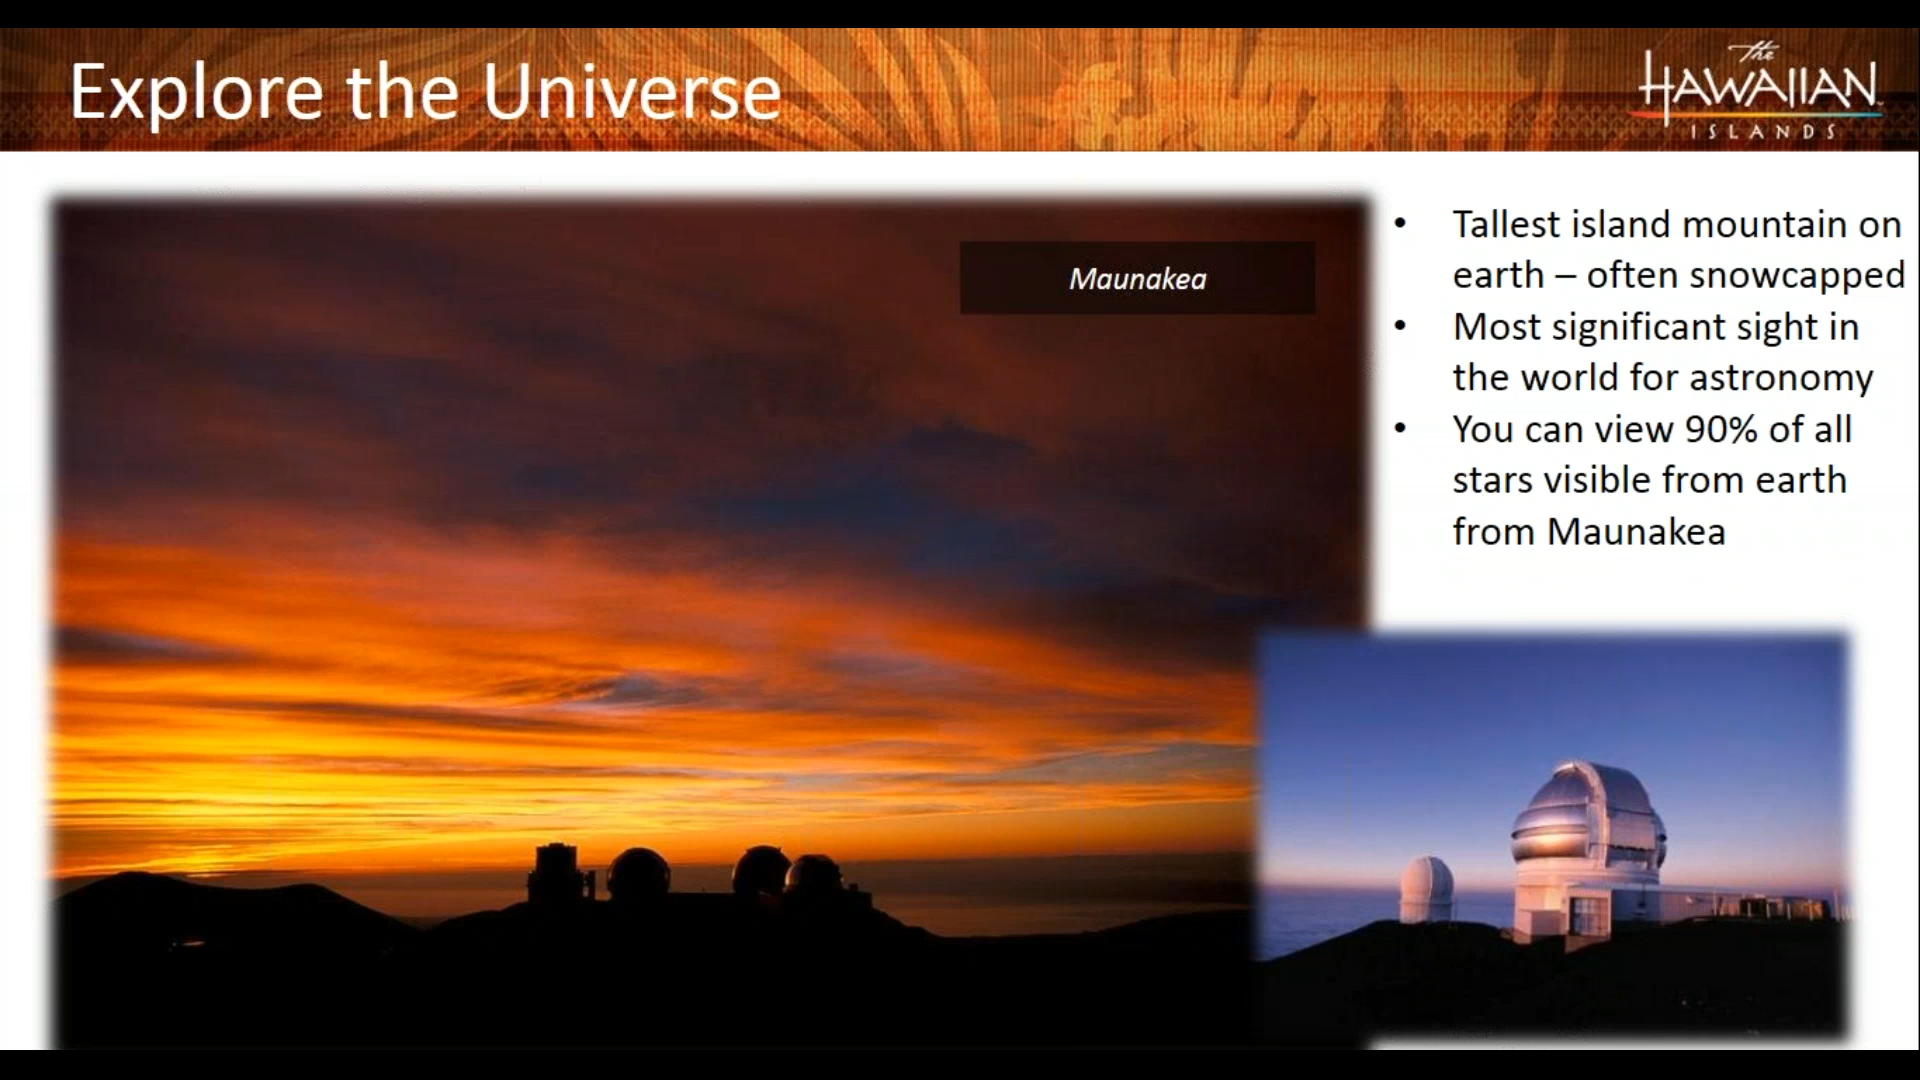 Explore the Universe
the
HAWAIIAN
ISLANDS
Maunakea
• Tallest island mountain on
earth – often snowcapped
• Most significant sight in
the world for astronomy
• You can view 90% of all
stars visible from earth
from Maunakea